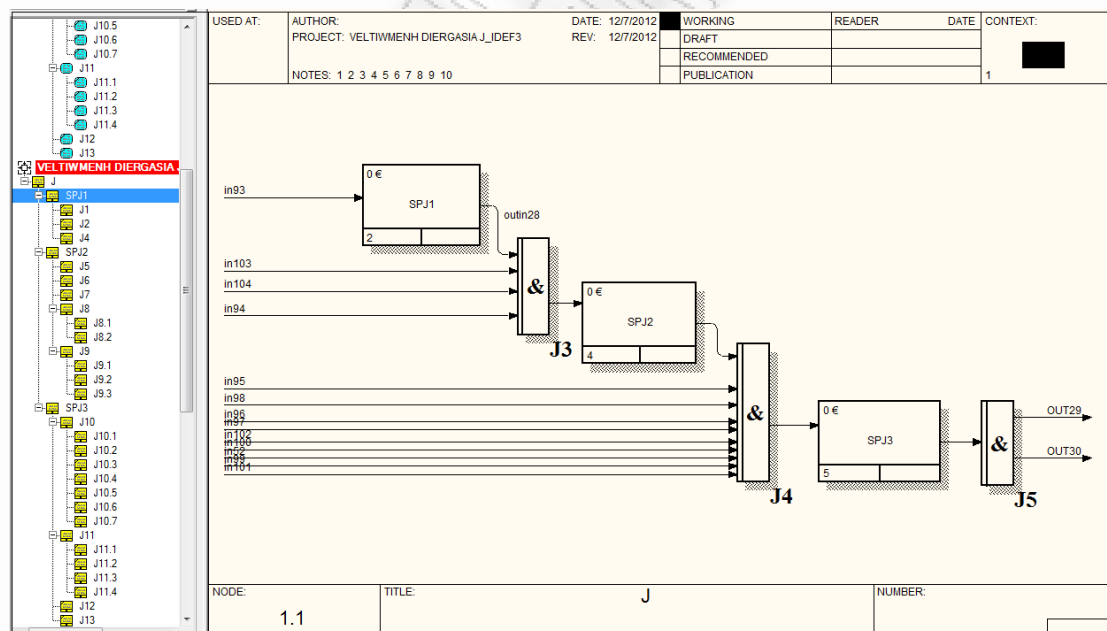 J10.5
J10.6
J10.7
J11
J11.1
J11.2
J11.3
J11.4
J12
J13
VELTIWMENH DIERGASIA
J
SPJ1
J1
J2
J4
SPJ2
J5
J6
J7
J8
J8.1
J8.2
J9
J9.1
J9.2
J9.3
SPJ3
J10
J10.1
J10.2
J10.3
J10.4
J10.5
J10.6
J10.7
J11
J11.1
J11.2
J11.3
J11.4
J12
J13
USED AT:
AUTHOR:
DATE: 12/7/2012
PROJECT: VELTIWMENH DIERGASIA J_IDEF3
REV: 12/7/2012
NOTES: 1 2 3 4 5 6 7 8 9 10
WORKING
DRAFT
RECOMMENDED
PUBLICATION
READER
DATE
CONTEXT:
1
in93
0 €
SPJ1
2
outin28
in103
in104
in94
&
J3
0 €
SPJ2
4
in95
in98
in96
in97
in102
in100
in52
in99
in101
&
J4
0 €
SPJ3
5
&
J5
OUT29
OUT30
NODE:
1.1
TITLE:
J
NUMBER: